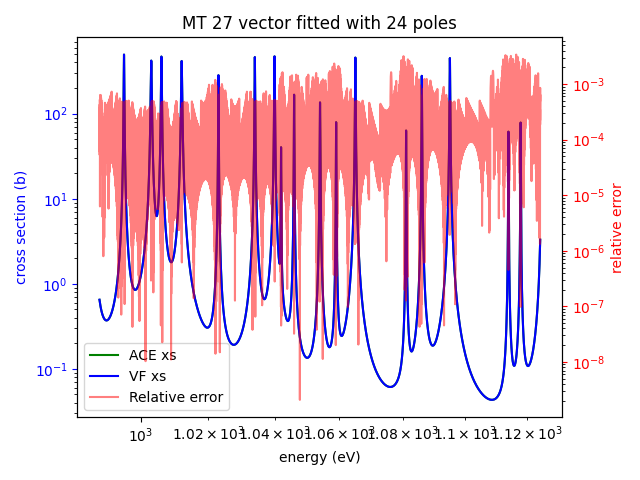 MT 27 vector fitted with 24 poles
cross section (b)
10²
10¹
10⁰
10⁻¹
10⁻³
10⁻⁴
10⁻⁵
10⁻⁶
10⁻⁷
10⁻⁸
relative error
ACE xs
VF xs
Relative error
10³ 1.02 × 10³ 1.04 × 10³ 1.06 × 10³ 1.08 × 10³ 1.1 × 10³ 1.12 × 10³
energy (eV)